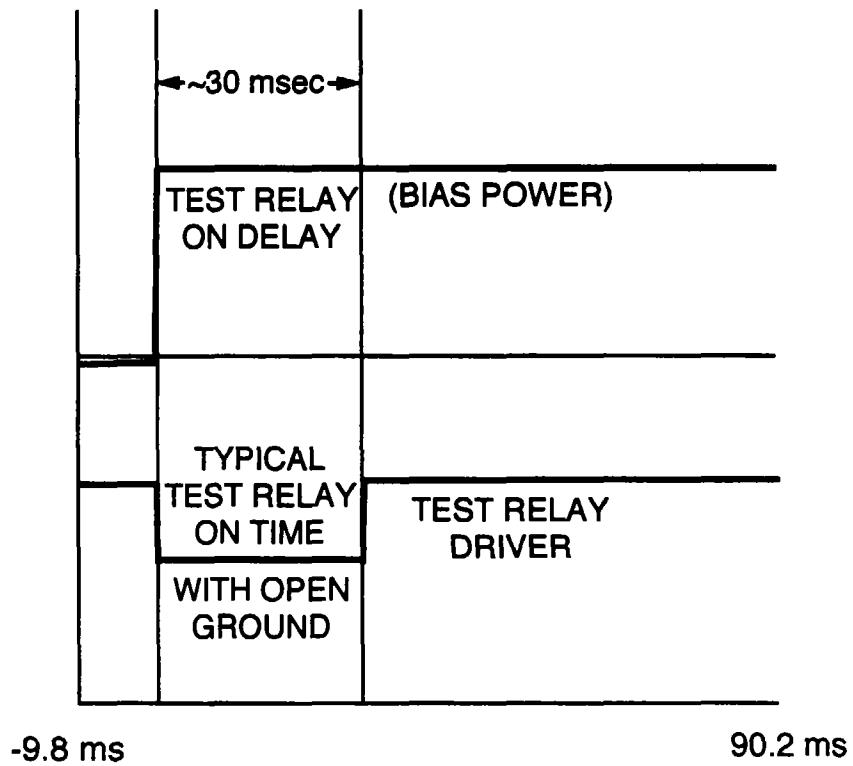 ~30 msec
TEST RELAY
ON DELAY
(BIAS POWER)
TYPICAL
TEST RELAY
ON TIME
WITH OPEN
GROUND
TEST RELAY
DRIVER
-9.8 ms
90.2 ms